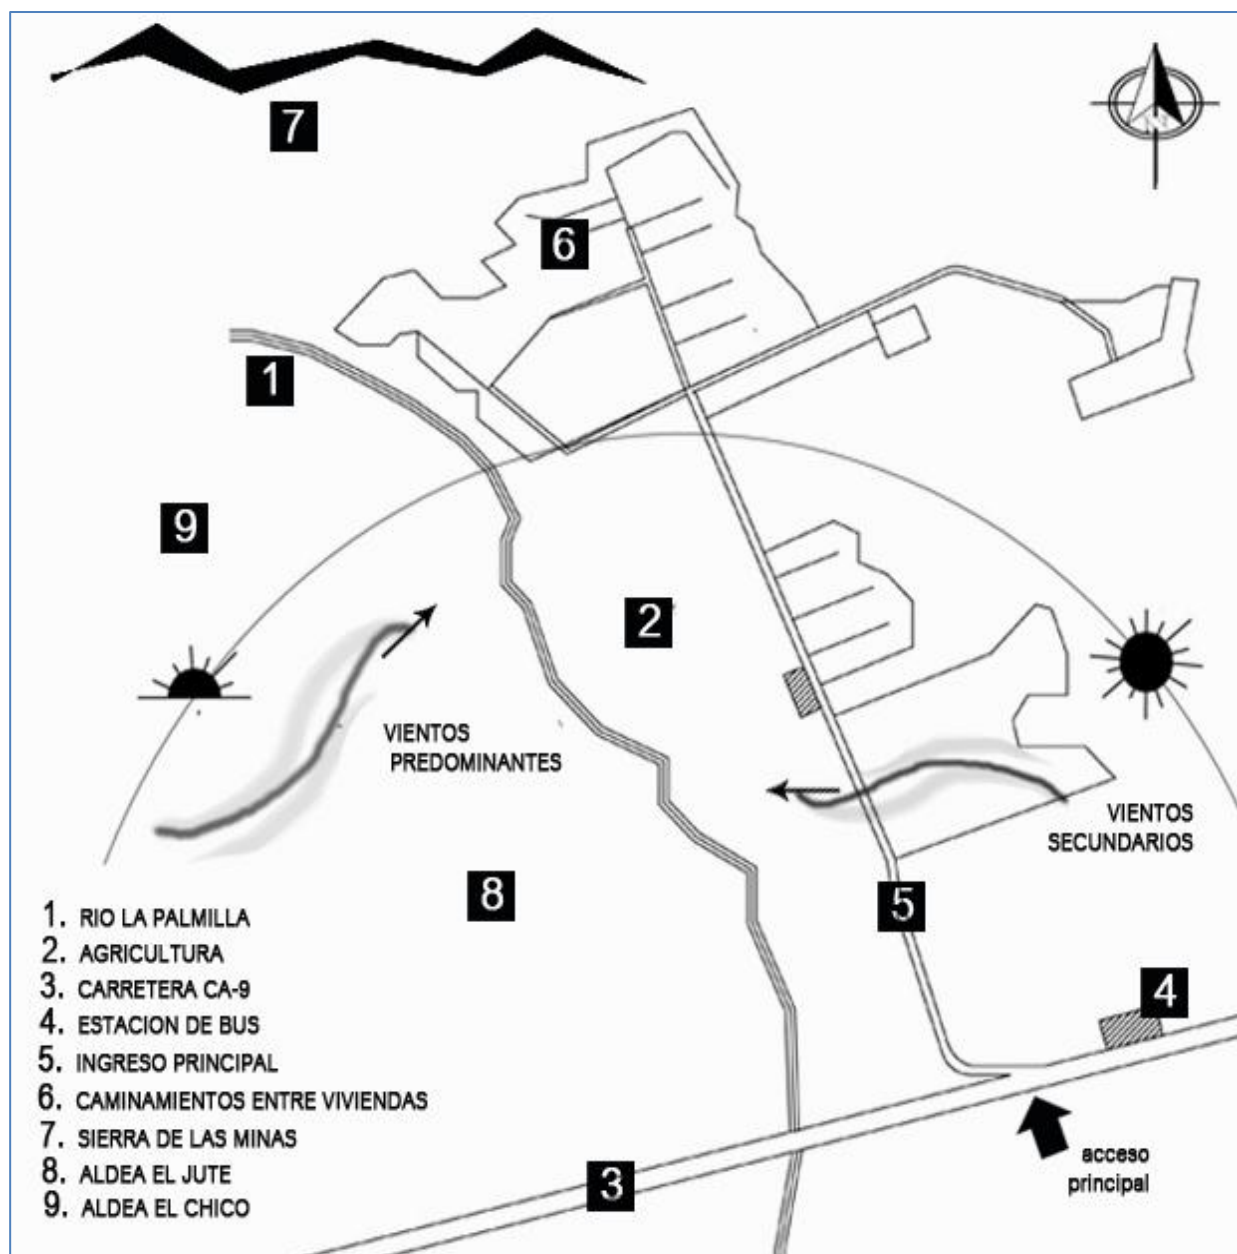 7
6
1
9
2
VIENTOS
PREDOMINANTES
VIENTOS
SECUNDARIOS
8
5
4
1. RIO LA PALMILLA
2. AGRICULTURA
3. CARRETERA CA-9
4. ESTACION DE BUS
5. INGRESO PRINCIPAL
6. CAMINAMIENTOS ENTRE VIVIENDAS
7. SIERRA DE LAS MINAS
8. ALDEA EL JUTE
9. ALDEA EL CHICO
3
acceso
principal